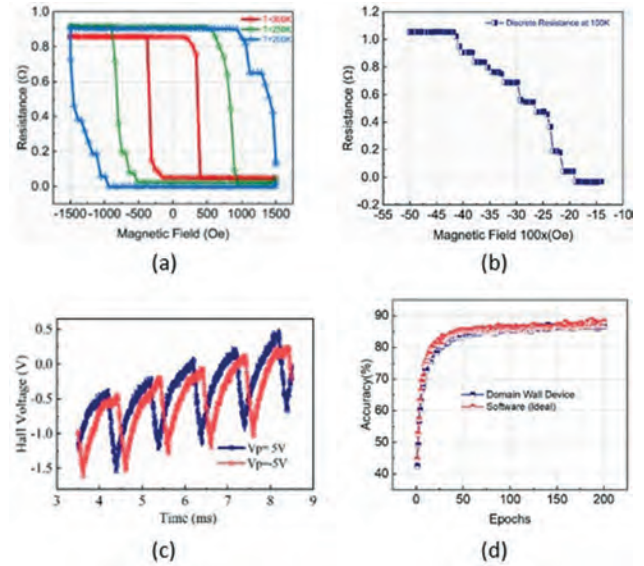 1.0
0.8
0.6
0.4
0.2
0.0
Resistance (Ω)
T=300K
T=250K
T=200K
-1500 -1000 -500 0 500 1000 1500
Magnetic Field (Oe)
(a)
1.2
1.0
0.8
0.6
0.4
0.2
0.0
-0.2
Resistance (Ω)
Discrete Resistance at 100K
-55 -50 -45 -40 -35 -30 -25 -20 -15 -10
Magnetic Field 100x(Oe)
(b)
0.5
0.0
-0.5
-1.0
-1.5
Hall Voltage (V)
Vp= 5V
Vp=-5V
3 4 5 6 7 8 9
Time (ms)
(c)
90
80
70
60
50
40
Accuracy(%)
Domain Wall Device
Software (Ideal)
0 50 100 150 200
Epochs
(d)